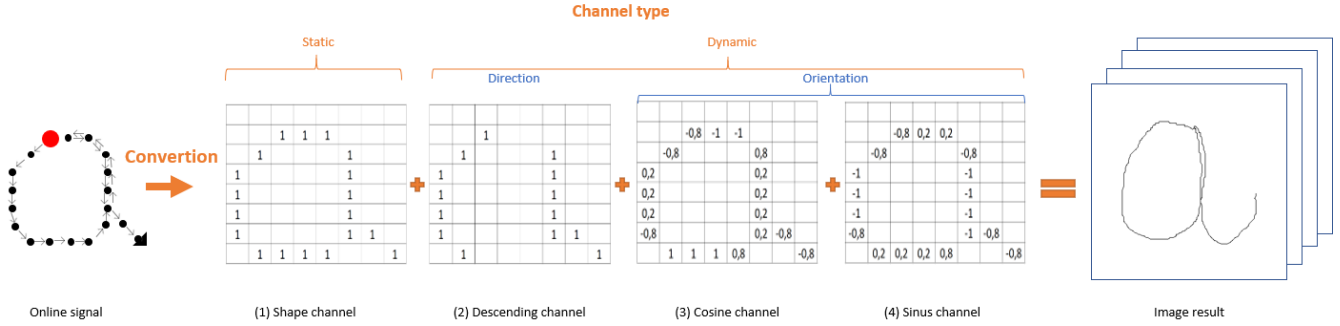 Channel type
Static
Dynamic
Direction
Orientation
Convertion
1 1 1
1 1
1 1
1 1
1 1
1 1 1
1 1 1 1 1
1
1 1
1 1
1 1
1 1
1 1 1
1 1
-0,8 -1 -1
-0,8 0,8
0,2 0,2
0,2 0,2
0,2 0,2
-0,8 0,2 -0,8
1 1 1 0,8 -0,8
-0,8 0,2 0,2
-0,8 -0,8
-1 -1
-1 -1
-1 -1
-0,8 -1 -0,8
0,2 0,2 0,2 0,8 -0,8
Online signal
(1) Shape channel
(2) Descending channel
(3) Cosine channel
(4) Sinus channel
Image result